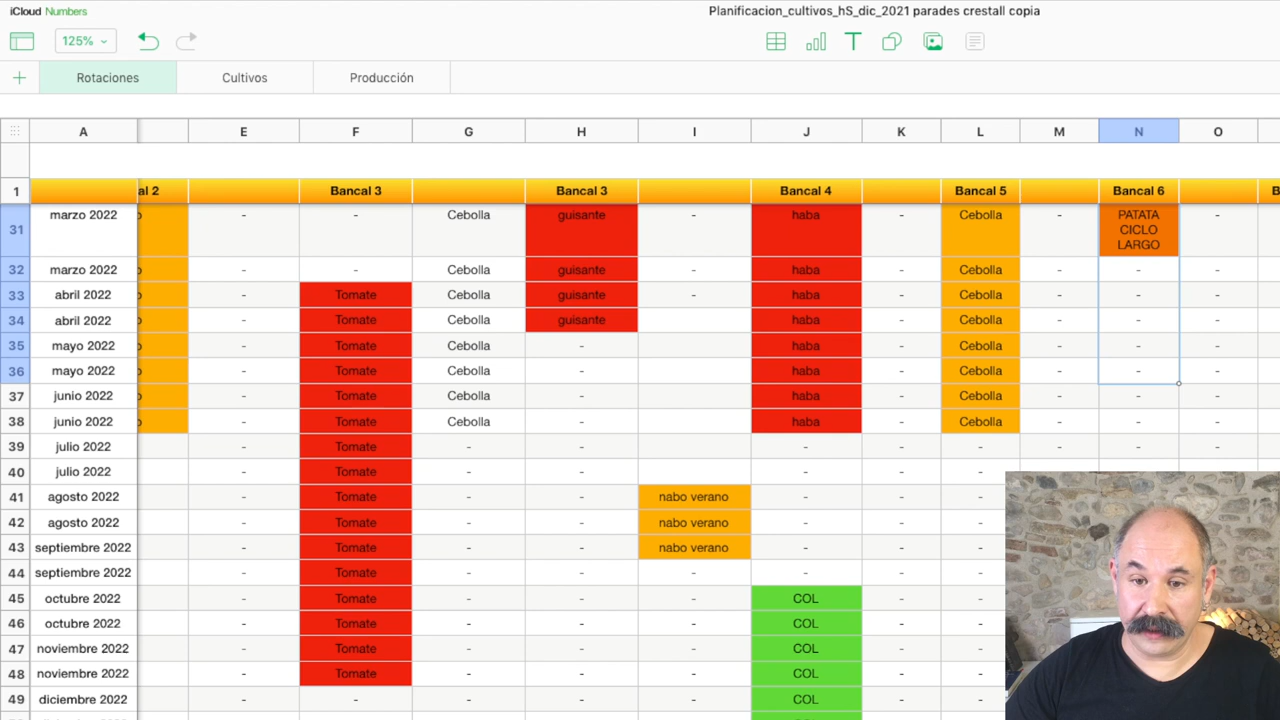 iCloud Numbers
Planificacion_cultivos_hS_dic_2021 parades crestall copia
125%
+ Rotaciones Cultivos Producción
A E F G H I J K L M N O
1 al 2 Bancal 3 Bancal 3 Bancal 4 Bancal 5 Bancal 6 B
31 marzo 2022 o - - Cebolla guisante - haba - Cebolla - PATATA CICLO LARGO -
32 marzo 2022 o - - Cebolla guisante haba - Cebolla - - -
33 abril 2022 o - Tomate Cebolla guisante - haba - Cebolla - - -
34 abril 2022 o - Tomate Cebolla guisante haba - Cebolla - - -
35 mayo 2022 o - Tomate Cebolla - haba - Cebolla - - -
36 mayo 2022 o - Tomate Cebolla - haba - Cebolla - - -
37 junio 2022 o - Tomate Cebolla - haba - Cebolla - - -
38 junio 2022 o - Tomate Cebolla - haba - Cebolla - - -
39 julio 2022 - Tomate - - - - - - - -
40 julio 2022 - Tomate - - - - - - - -
41 agosto 2022 - Tomate - - nabo verano - - -
42 agosto 2022 - Tomate - - nabo verano - - -
43 septiembre 2022 - Tomate - - nabo verano - - -
44 septiembre 2022 - Tomate - - - - - -
45 octubre 2022 - Tomate - - - COL - -
46 octubre 2022 - Tomate - - - COL - -
47 noviembre 2022 - Tomate - - - COL - -
48 noviembre 2022 - Tomate - - - COL - -
49 diciembre 2022 - - - - - COL - -